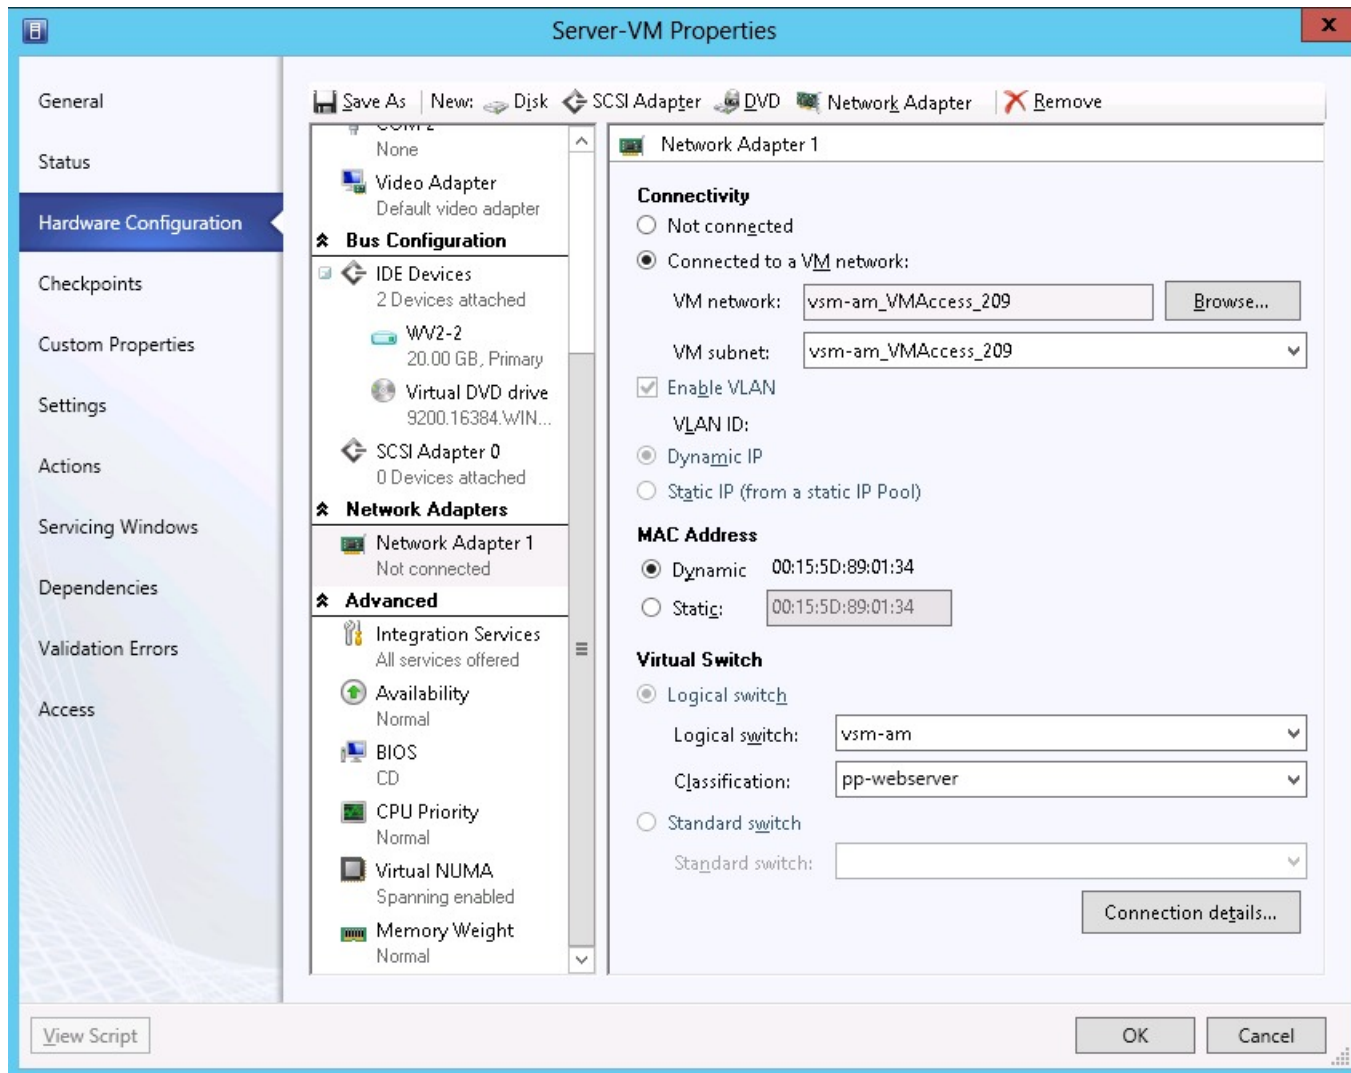 Server-VM Properties
x
General
Status
Hardware Configuration
Checkpoints
Custom Properties
Settings
Actions
Servicing Windows
Dependencies
Validation Errors
Access
Save As New: Disk SCSI Adapter DVD Network Adapter Remove
COM 2
None
Video Adapter
Default video adapter
Bus Configuration
IDE Devices
2 Devices attached
WV2-2
20.00 GB, Primary
Virtual DVD drive
9200.16384.WIN...
SCSI Adapter 0
0 Devices attached
Network Adapters
Network Adapter 1
Not connected
Advanced
Integration Services
All services offered
Availability
Normal
BIOS
CD
CPU Priority
Normal
Virtual NUMA
Spanning enabled
Memory Weight
Normal
Network Adapter 1
Connectivity
Not connected
Connected to a VM network:
VM network: vsm-am_VMAccess_209 Browse...
VM subnet: vsm-am_VMAccess_209
Enable VLAN
VLAN ID:
Dynamic IP
Static IP (from a static IP Pool)
MAC Address
Dynamic 00:15:5D:89:01:34
Static: 00:15:5D:89:01:34
Virtual Switch
Logical switch
Logical switch: vsm-am
Classification: pp-webserver
Standard switch
Standard switch:
Connection details...
View Script
OK Cancel